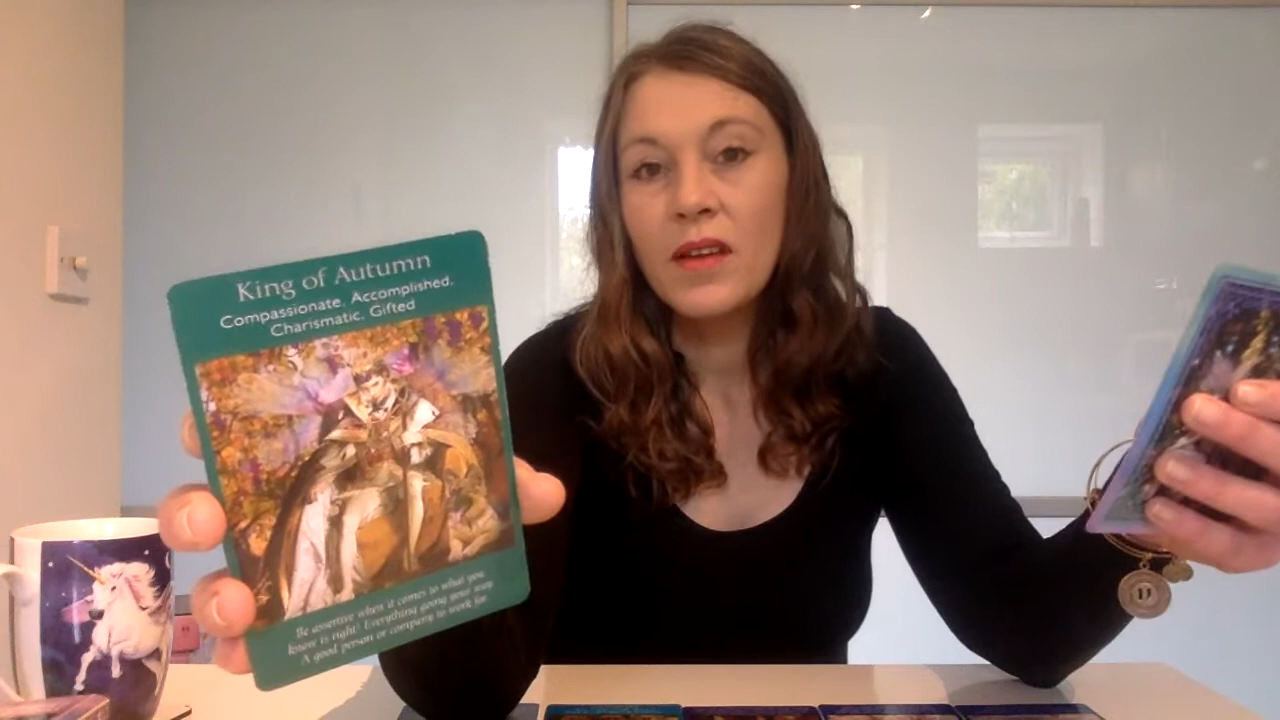 King of Autumn
Compassionate, Accomplished,
Charismatic, Gifted
Be assertive when it comes to what you
know is right! Everything going your way.
A good person or company to work for.